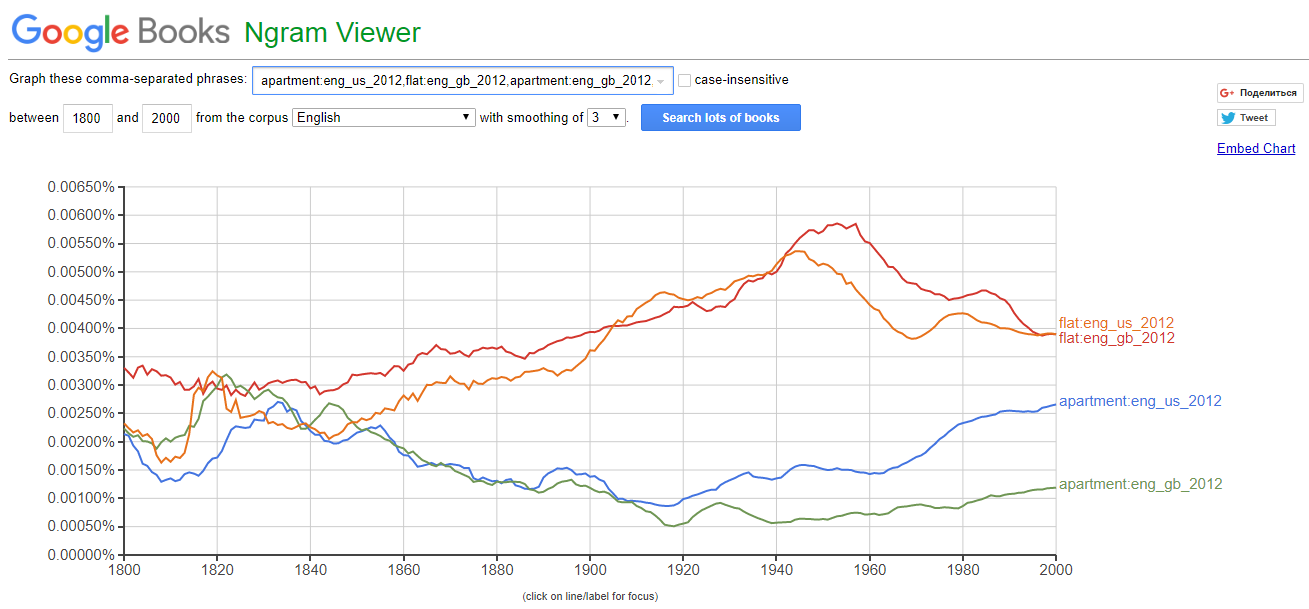 Google Books Ngram Viewer
Graph these comma-separated phrases: apartment:eng_us_2012,flat:eng_gb_2012,apartment:eng_gb_2012, case-insensitive
between 1800 and 2000 from the corpus English with smoothing of 3 . Search lots of books
G+ Поделиться
Tweet
Embed Chart
0.00650%
0.00600%
0.00550%
0.00500%
0.00450%
0.00400%
0.00350%
0.00300%
0.00250%
0.00200%
0.00150%
0.00100%
0.00050%
0.00000%
flat:eng_us_2012
flat:eng_gb_2012
apartment:eng_us_2012
apartment:eng_gb_2012
1800 1820 1840 1860 1880 1900 1920 1940 1960 1980 2000
(click on line/label for focus)